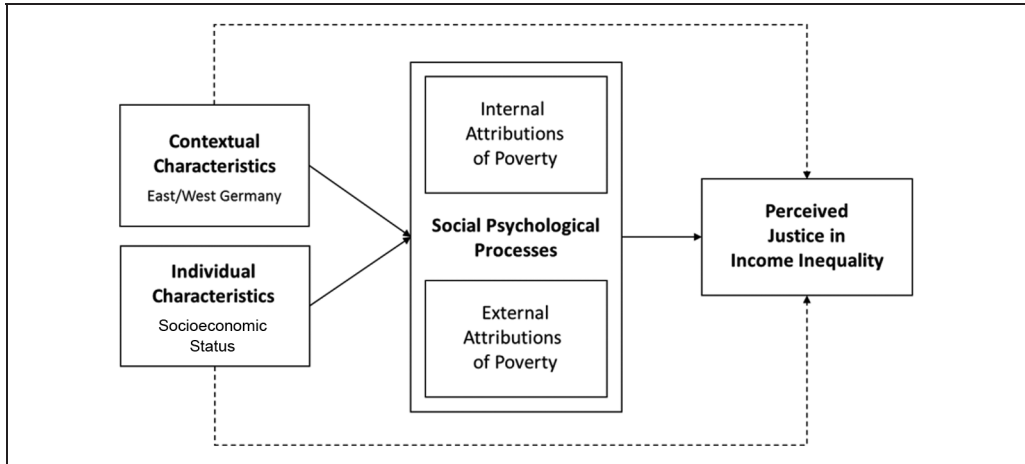 Contextual
Characteristics
East/West Germany
Individual
Characteristics
Socioeconomic
Status
Internal
Attributions
of Poverty
Social Psychological
Processes
External
Attributions
of Poverty
Perceived
Justice in
Income Inequality